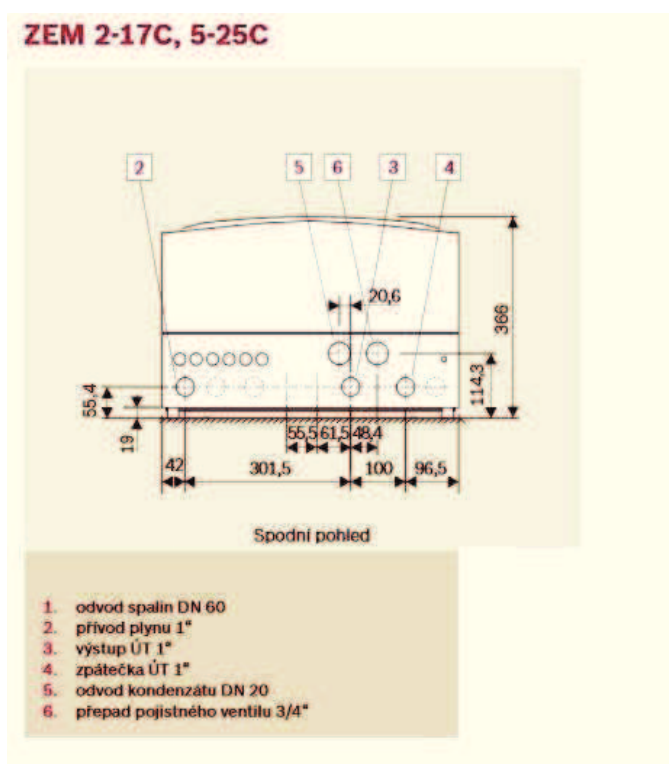 ZEM 2-17C, 5-25C
2 5 6 3 4
20,6
366
114,3
55,4
19
55,5 61,5 48,4
42 301,5 100 96,5
Spodní pohled
1. odvod spalin DN 60
2. přívod plynu 1"
3. výstup ÚT 1"
4. zpátečka ÚT 1"
5. odvod kondenzátu DN 20
6. přepad pojistného ventilu 3/4"